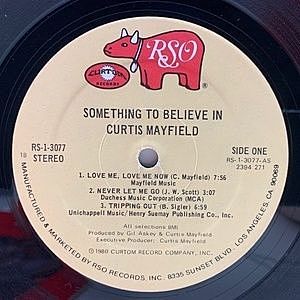 RSO
CURTOM
RECORDS
SOMETHING TO BELIEVE IN
CURTIS MAYFIELD
RS-1-3077
STEREO
SIDE ONE
RS-1-3077-AS
2394 271
18
1. LOVE ME, LOVE ME NOW (C. Mayfield) 7:56
Mayfield Music
2. NEVER LET ME GO (J. W. Scott) 3:07
Duchess Music Corporation (MCA)
3. TRIPPING OUT (B. Sigler) 6:59
Unichappell Music/ Henry Suemay Publishing Co., Inc.
All selections BMI
Produced by Gil Askey & Curtis Mayfield
Executive Producer: Curtis Mayfield
©1980 CURTOM RECORD COMPANY, INC.
MANUFACTURED & MARKETED BY RSO RECORDS, INC. 8335 SUNSET BLVD. LOS ANGELES, CA. 90069